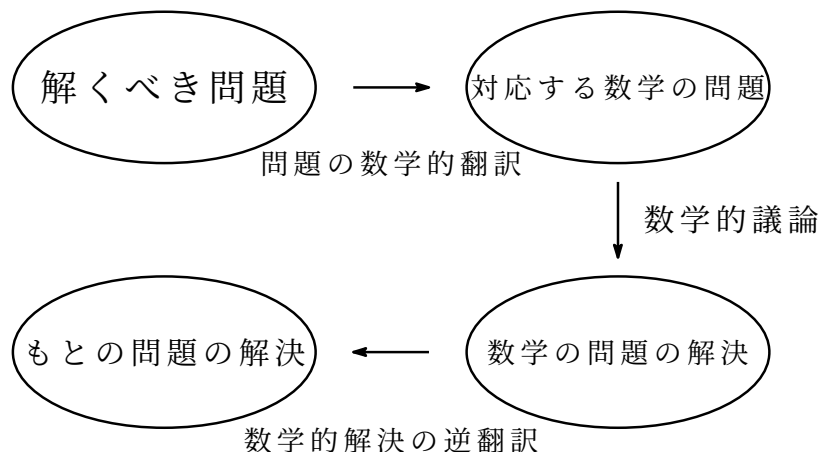 解くべき問題
対応する数学の問題
問題の数学的翻訳
数学的議論
もとの問題の解決
数学の問題の解決
数学的解決の逆翻訳